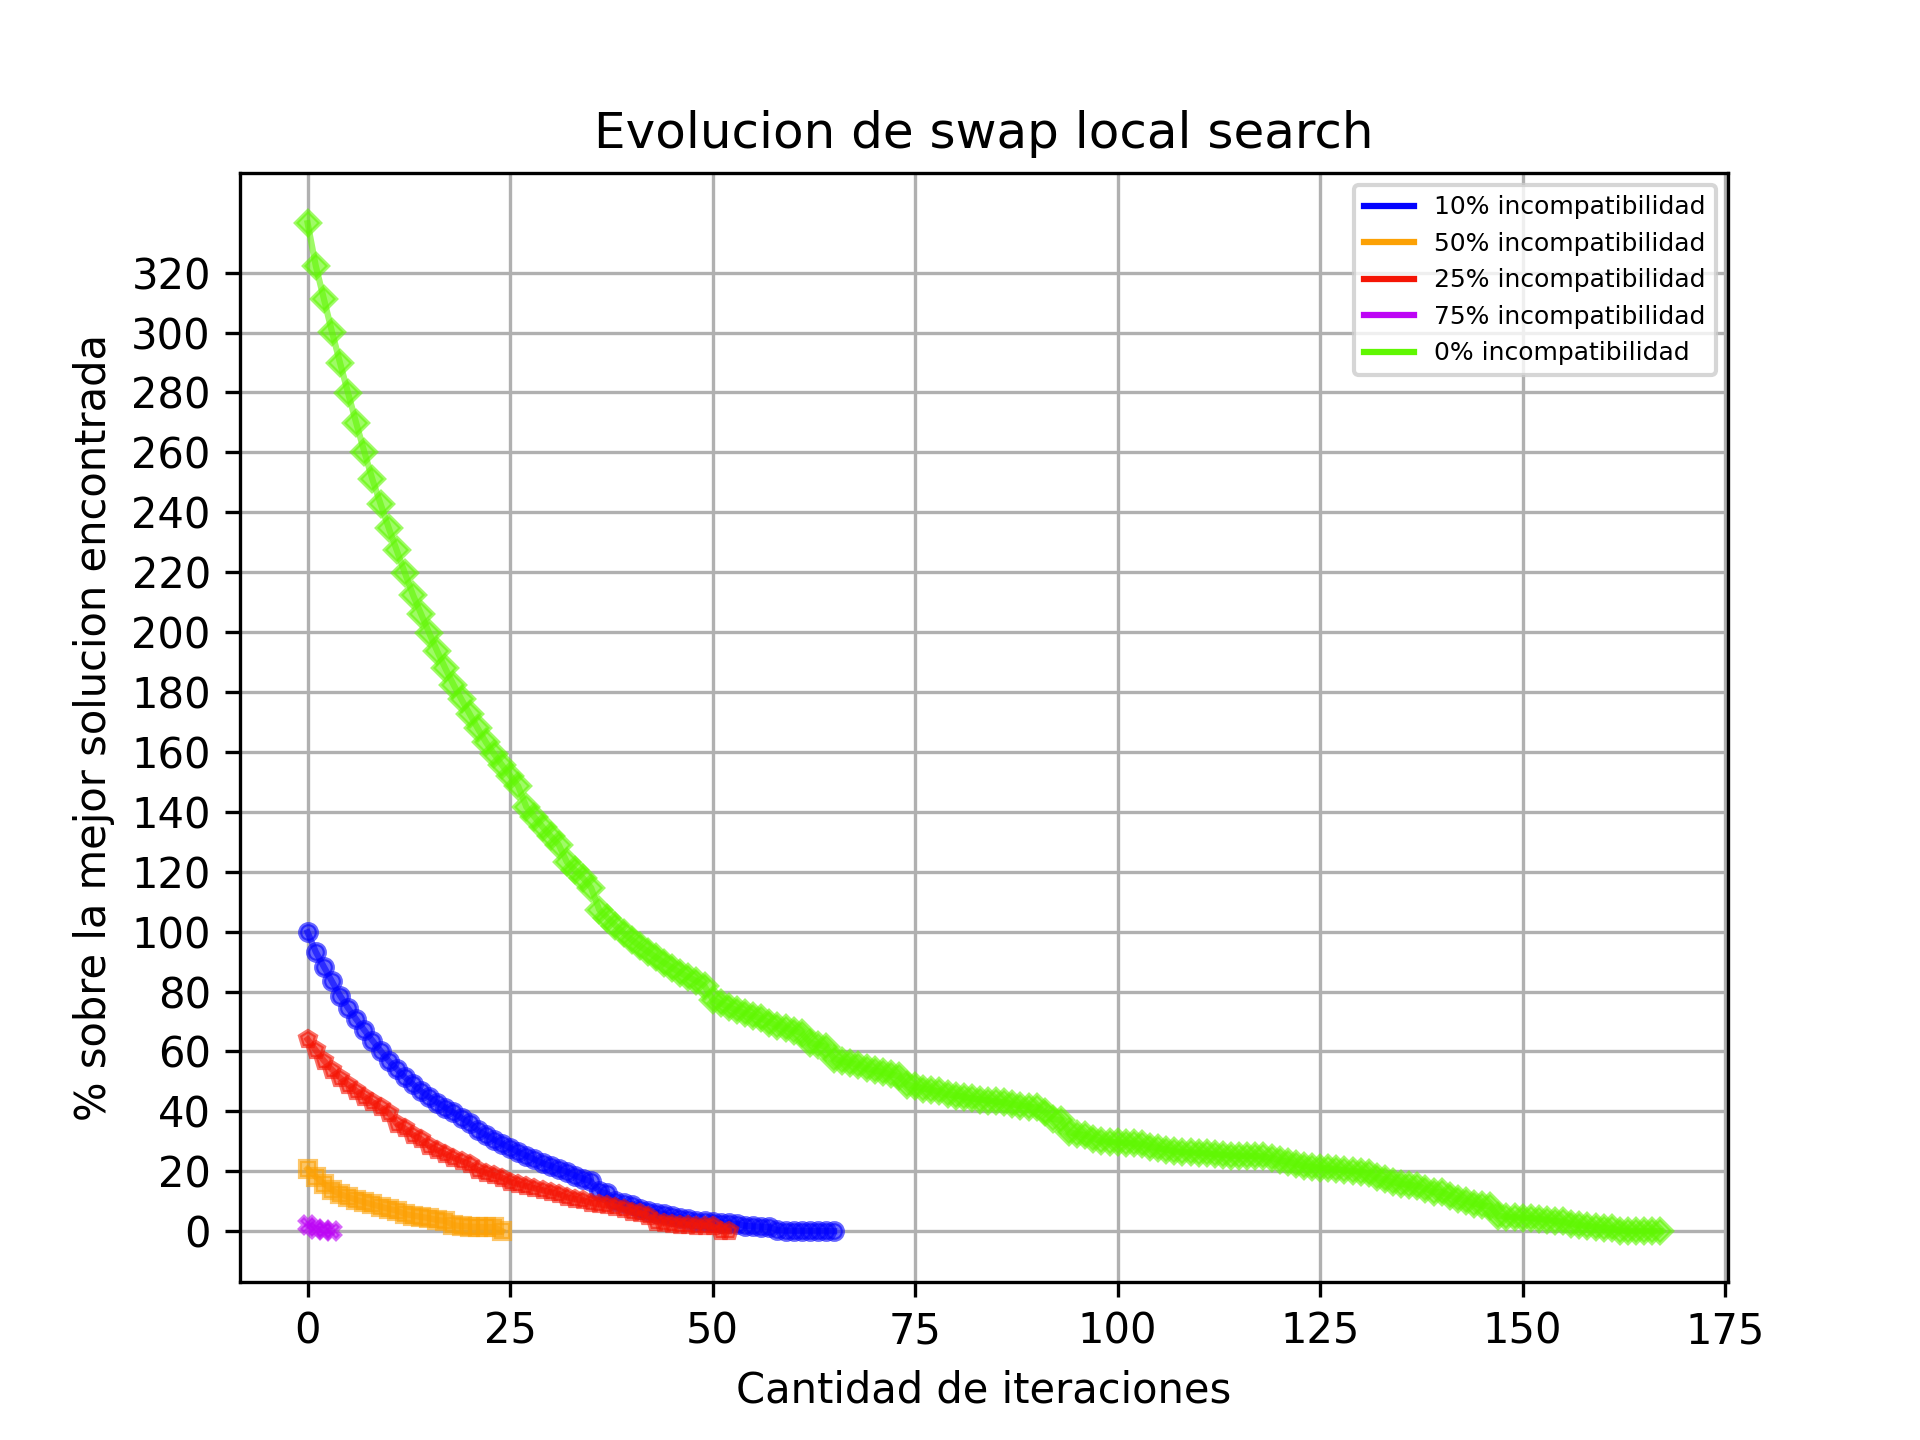 Evolucion de swap local search
10% incompatibilidad
50% incompatibilidad
25% incompatibilidad
75% incompatibilidad
0% incompatibilidad
% sobre la mejor solucion encontrada
320
300
280
260
240
220
200
180
160
140
120
100
80
60
40
20
0
0 25 50 75 100 125 150 175
Cantidad de iteraciones